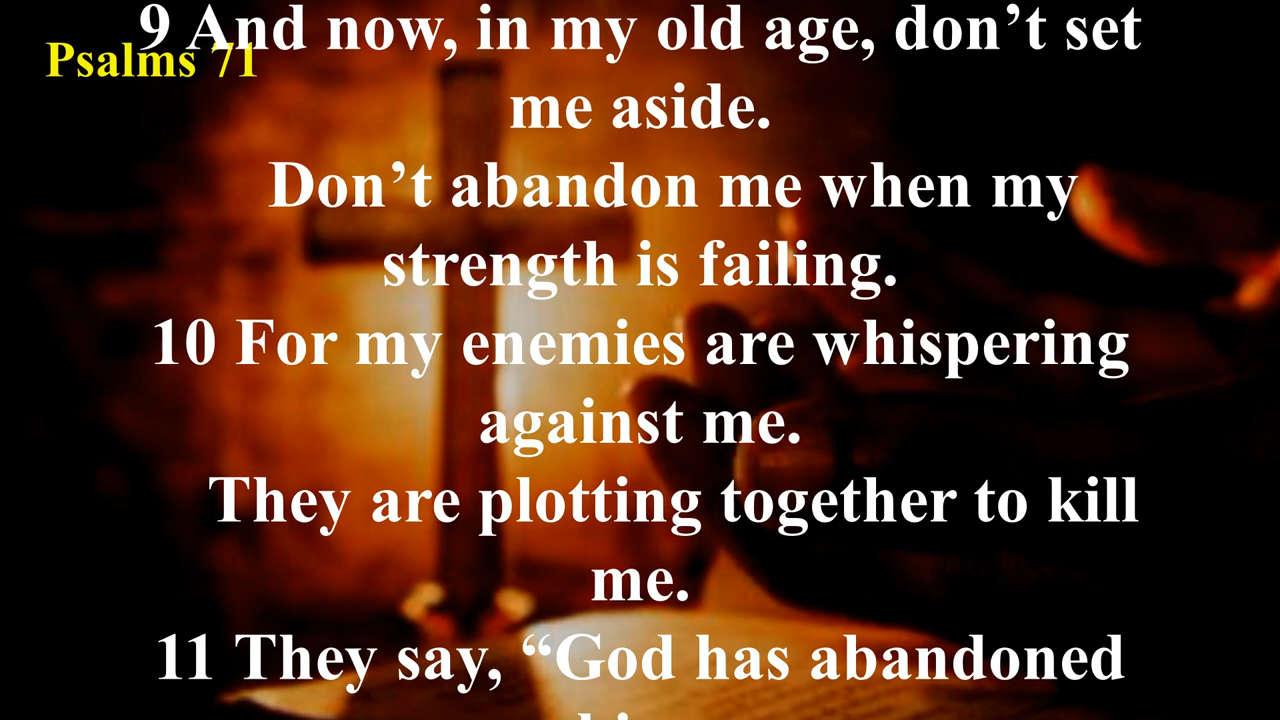 9 And now, in my old age, don’t set
Psalms 71
me aside.
Don’t abandon me when my
strength is failing.
10 For my enemies are whispering
against me.
They are plotting together to kill
me.
11 They say, “God has abandoned